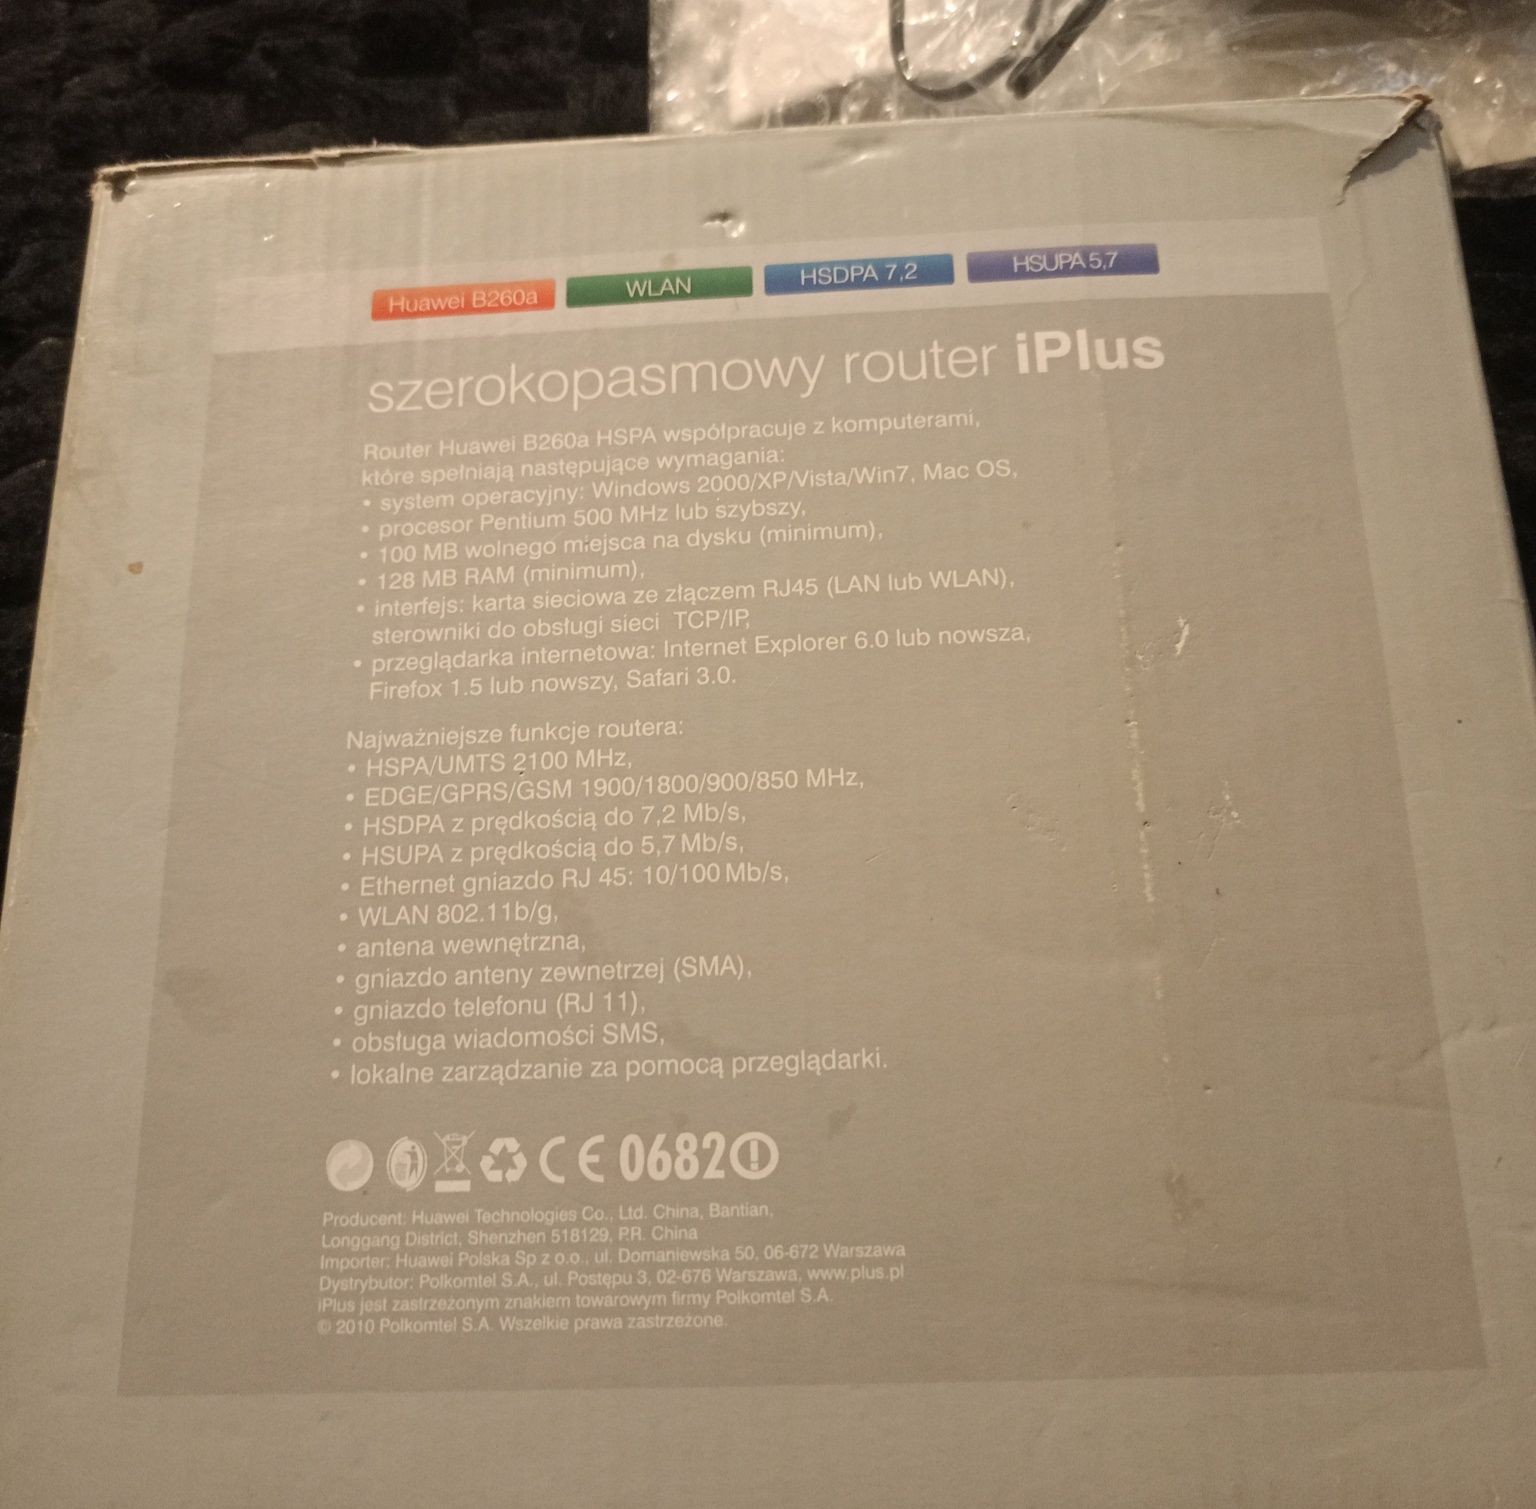 Huawei B260a WLAN HSDPA 7,2 HSUPA 5,7
szerokopasmowy router iPlus
Router Huawei B260a HSPA współpracuje z komputerami,
które spełniają następujące wymagania:
• system operacyjny: Windows 2000/XP/Vista/Win7, Mac OS,
• procesor Pentium 500 MHz lub szybszy,
• 100 MB wolnego miejsca na dysku (minimum),
• 128 MB RAM (minimum),
• interfejs: karta sieciowa ze złączem RJ45 (LAN lub WLAN),
sterowniki do obsługi sieci TCP/IP,
• przeglądarka internetowa: Internet Explorer 6.0 lub nowsza,
Firefox 1.5 lub nowszy, Safari 3.0.
Najważniejsze funkcje routera:
• HSPA/UMTS 2100 MHz,
• EDGE/GPRS/GSM 1900/1800/900/850 MHz,
• HSDPA z prędkością do 7,2 Mb/s,
• HSUPA z prędkością do 5,7 Mb/s,
• Ethernet gniazdo RJ 45: 10/100 Mb/s,
• WLAN 802.11b/g,
• antena wewnętrzna,
• gniazdo anteny zewnetrzej (SMA),
• gniazdo telefonu (RJ 11),
• obsługa wiadomości SMS,
• lokalne zarządzanie za pomocą przeglądarki.
CE 0682
Producent: Huawei Technologies Co., Ltd. China, Bantian,
Longgang District, Shenzhen 518129, P.R. China
Importer: Huawei Polska Sp z o.o., ul. Domaniewska 50, 06-672 Warszawa
Dystrybutor: Polkomtel S.A., ul. Postępu 3, 02-676 Warszawa, www.plus.pl
iPlus jest zastrzeżonym znakiem towarowym firmy Polkomtel S.A.
© 2010 Polkomtel S.A. Wszelkie prawa zastrzeżone.